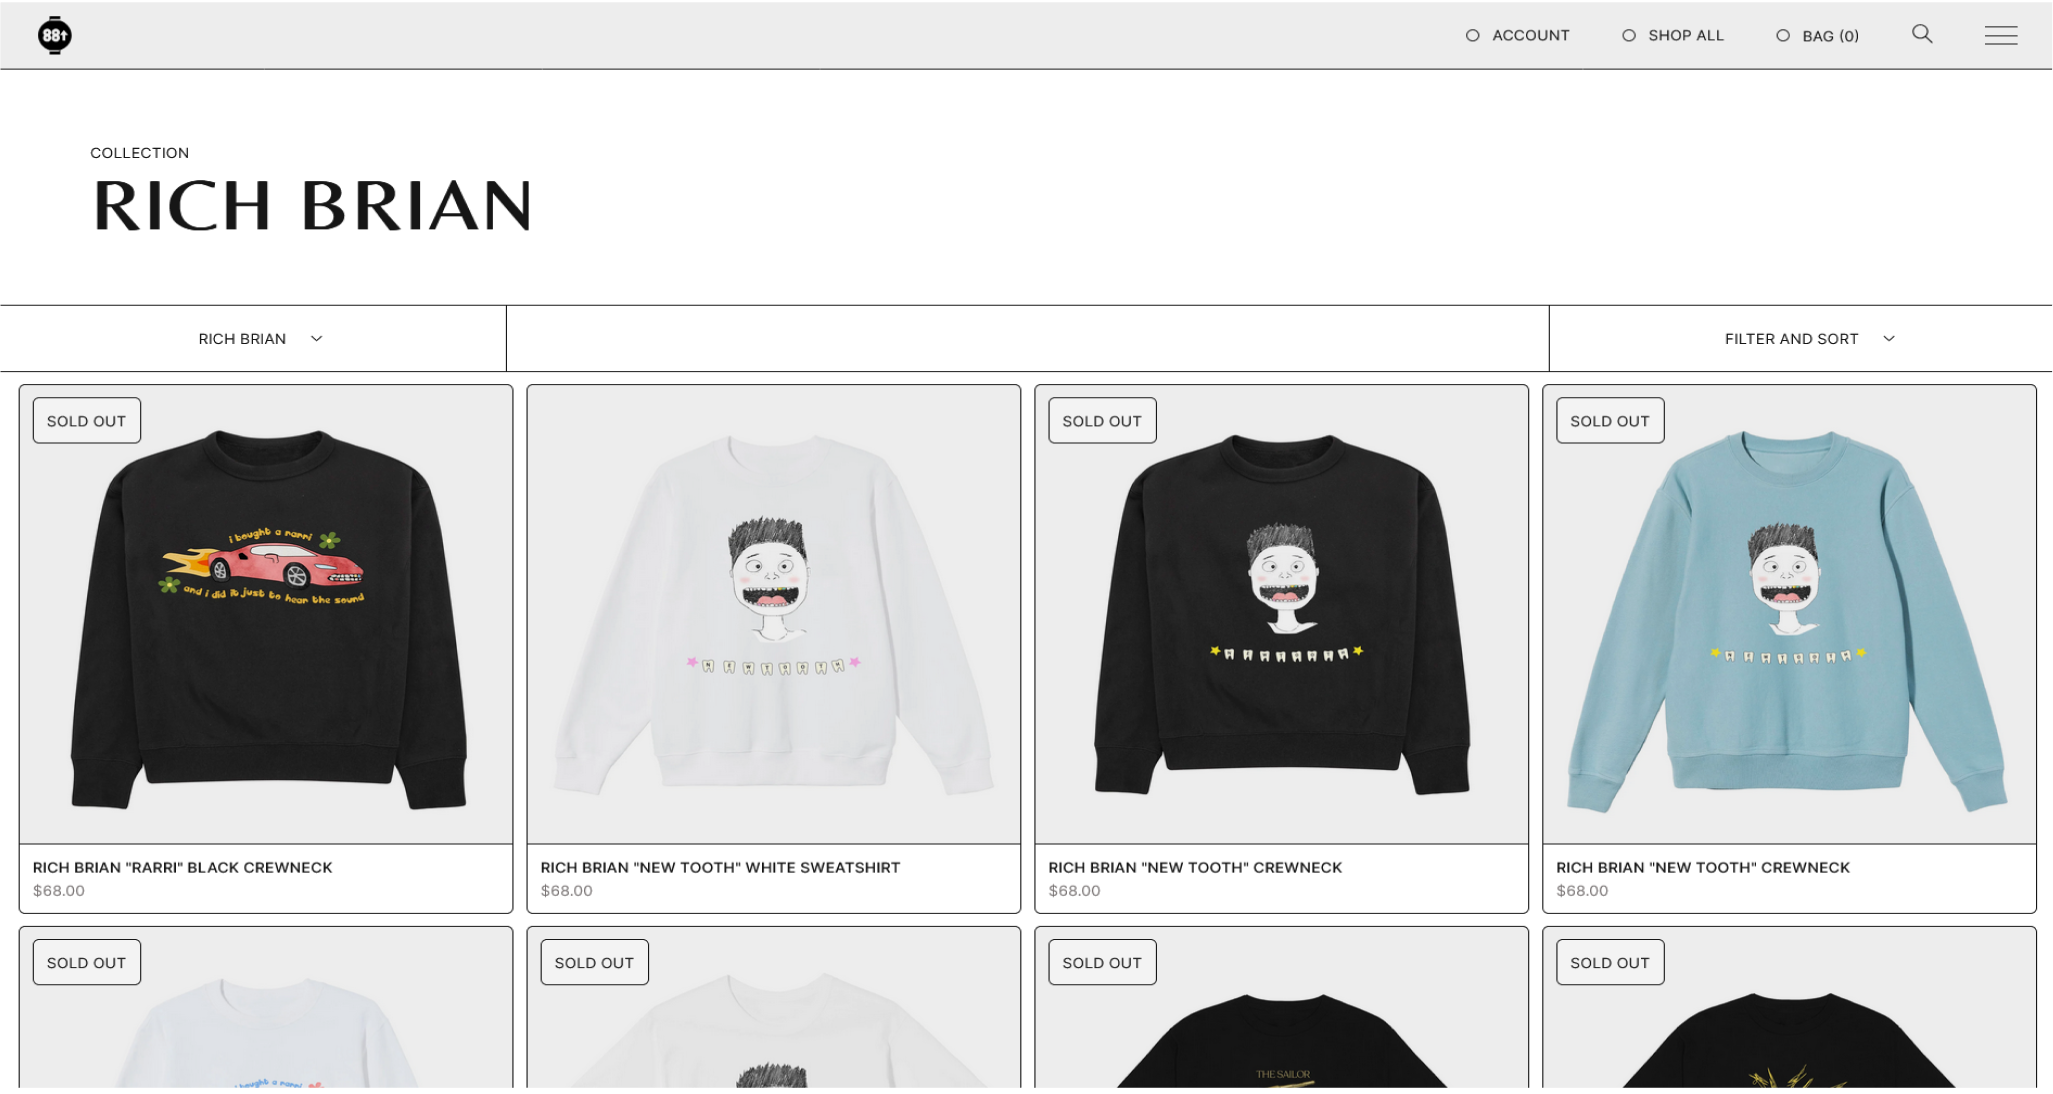 88↑
ACCOUNT
SHOP ALL
BAG (0)
COLLECTION
RICH BRIAN
RICH BRIAN
FILTER AND SORT
SOLD OUT
i bought a rarri
and i did it just to hear the sound
RICH BRIAN "RARRI" BLACK CREWNECK
$68.00
NEW TOOTH
RICH BRIAN "NEW TOOTH" WHITE SWEATSHIRT
$68.00
SOLD OUT
RICH BRIAN "NEW TOOTH" CREWNECK
$68.00
SOLD OUT
RICH BRIAN "NEW TOOTH" CREWNECK
$68.00
SOLD OUT
i bought a rarri
SOLD OUT
SOLD OUT
THE SAILOR
SOLD OUT